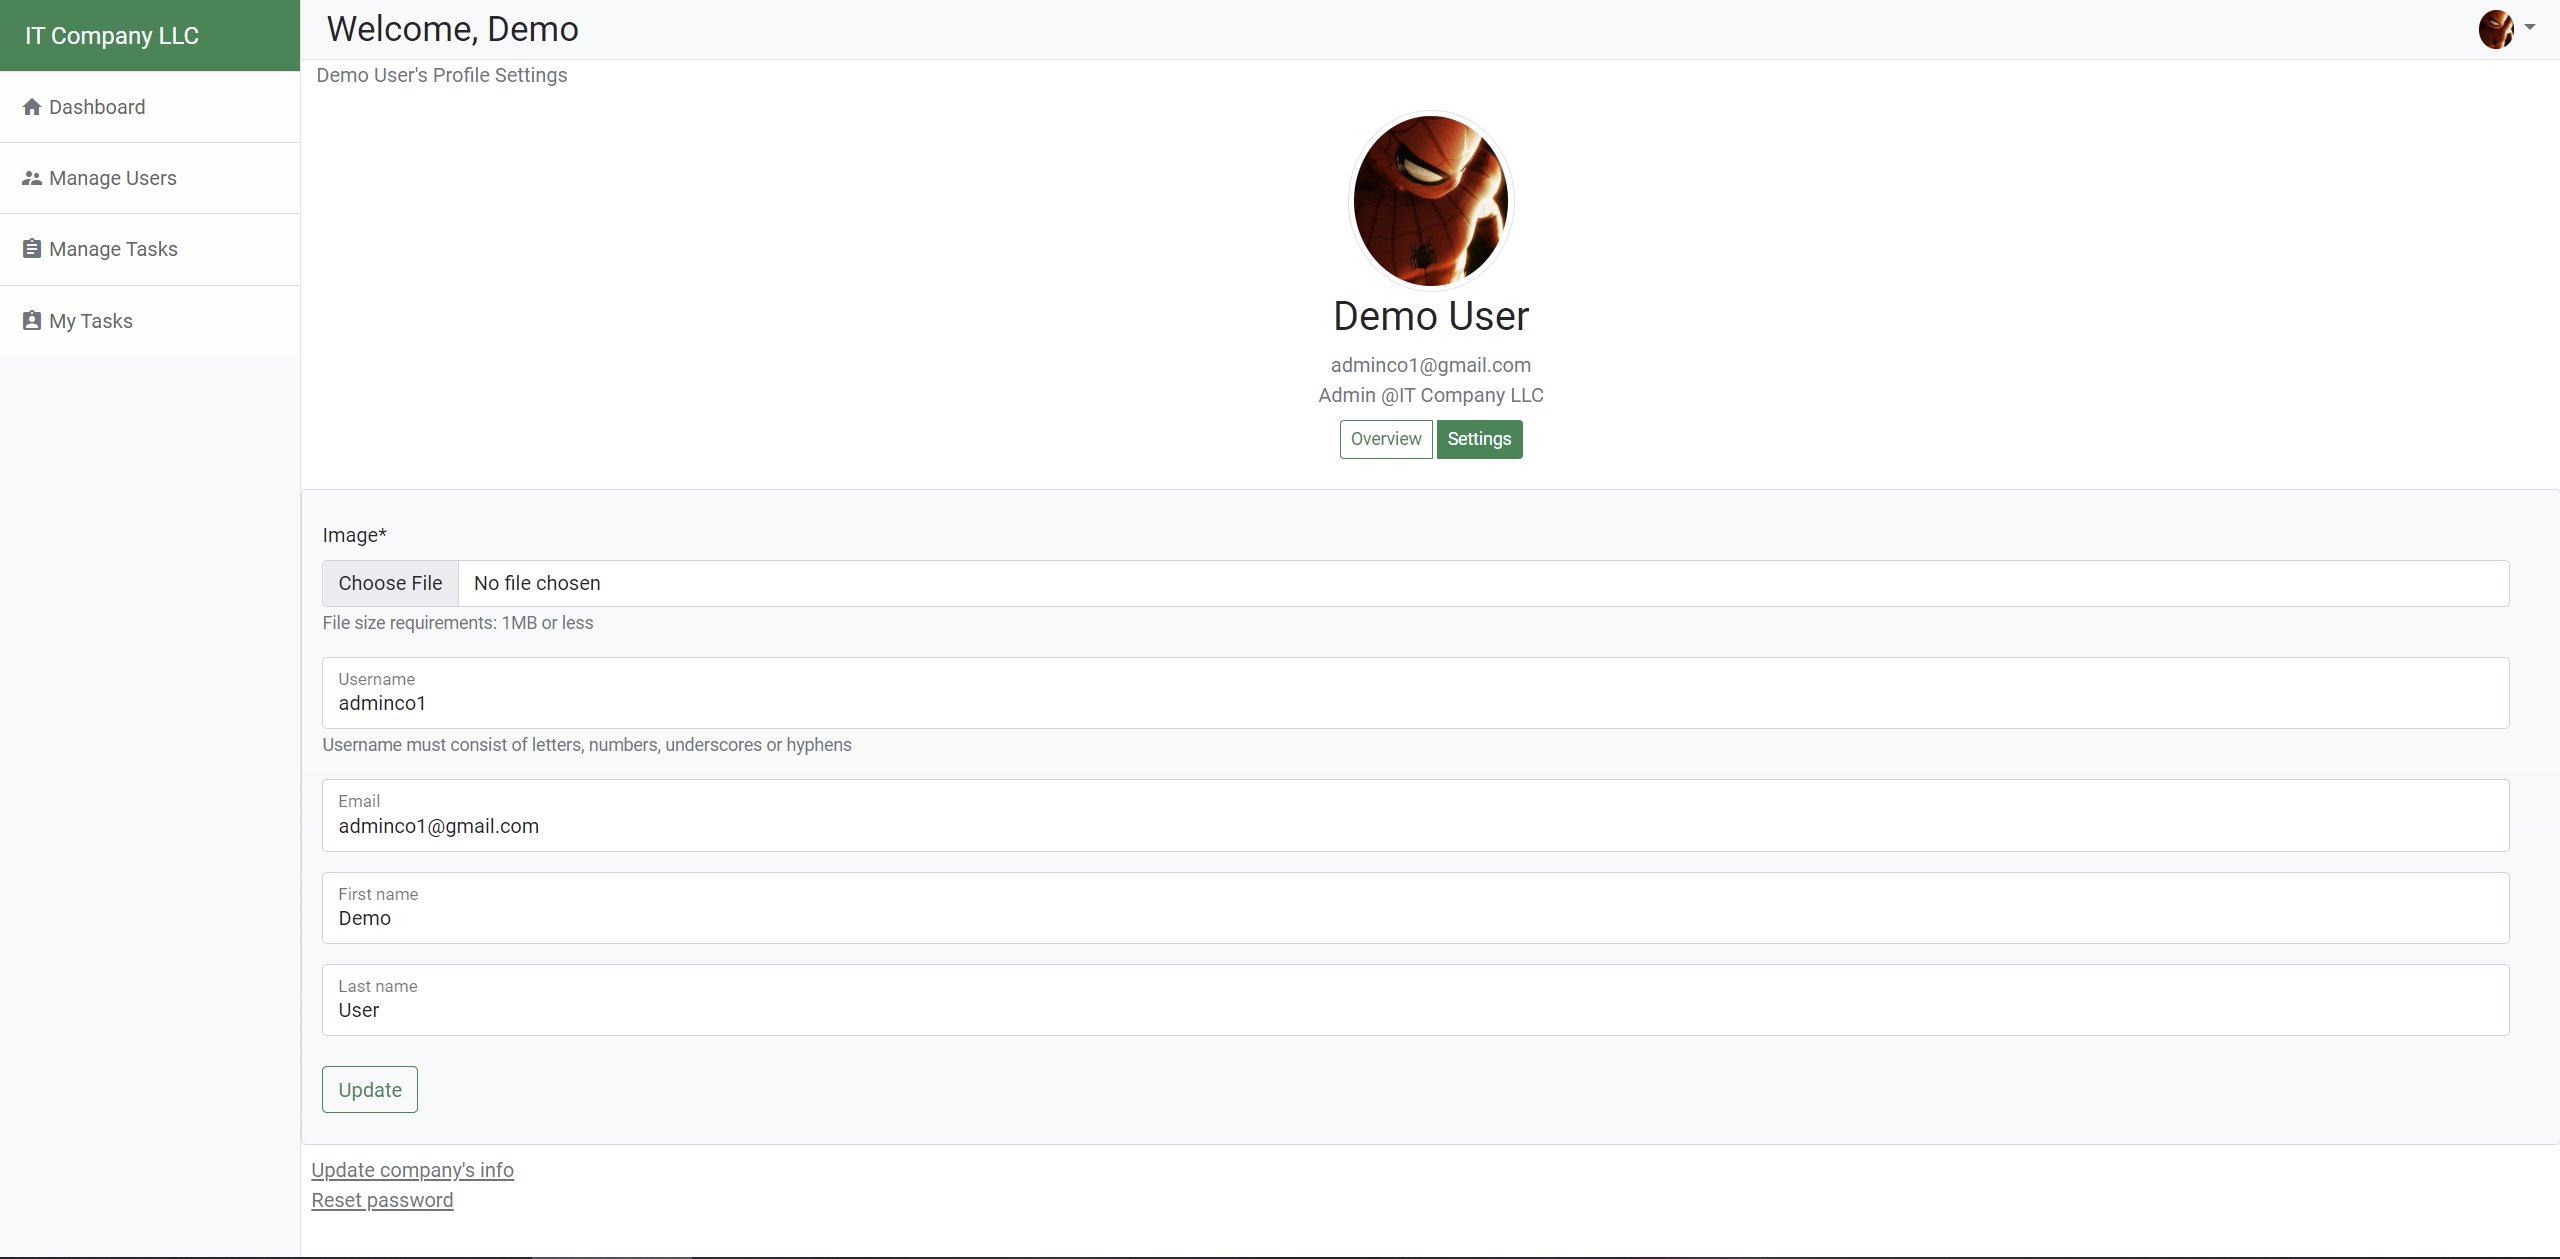 IT Company LLC
Welcome, Demo
Dashboard
Manage Users
Manage Tasks
My Tasks
Demo User's Profile Settings
Demo User
adminco1@gmail.com
Admin @IT Company LLC
Overview Settings
Image*
Choose File No file chosen
File size requirements: 1MB or less
Username
adminco1
Username must consist of letters, numbers, underscores or hyphens
Email
adminco1@gmail.com
First name
Demo
Last name
User
Update
Update company's info
Reset password